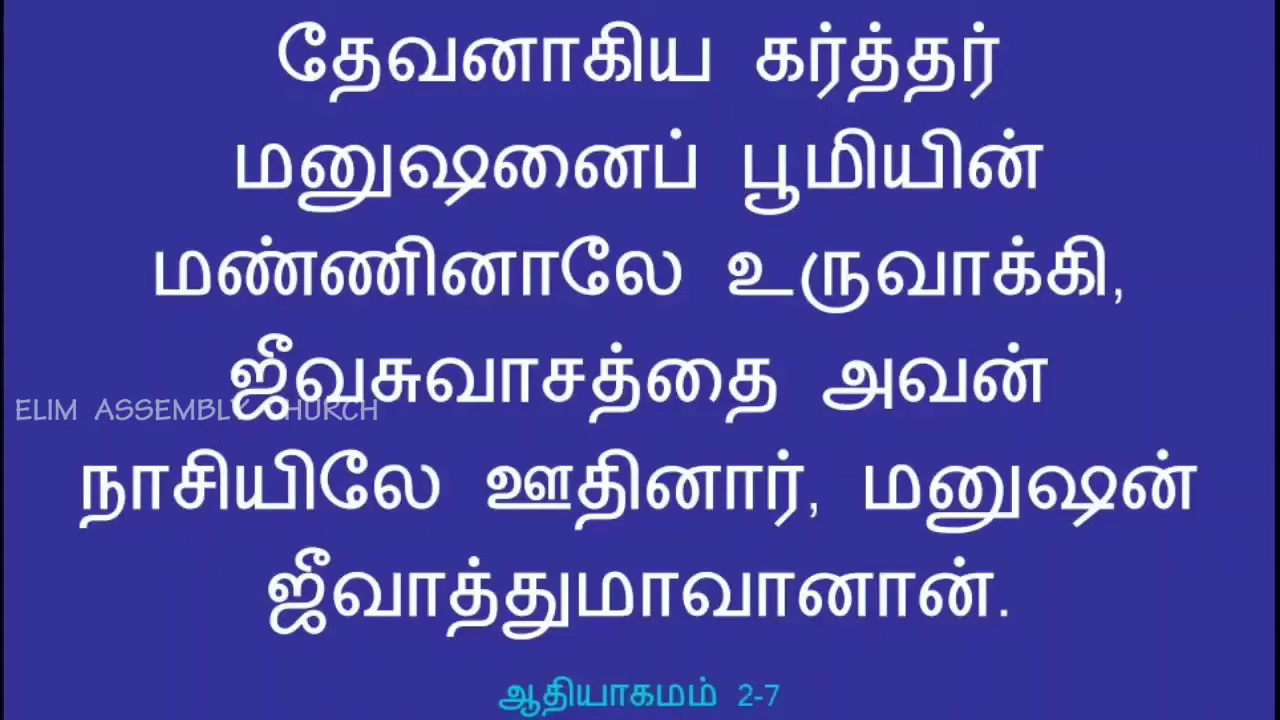 தேவனாகிய கர்த்தர்
மனுஷனைப் பூமியின்
மண்ணினாலே உருவாக்கி,
ஜீவசுவாசத்தை அவன்
ELIM ASSEMBLY CHURCH
நாசியிலே ஊதினார், மனுஷன்
ஜீவாத்துமாவானான்.
ஆதியாகமம் 2-7